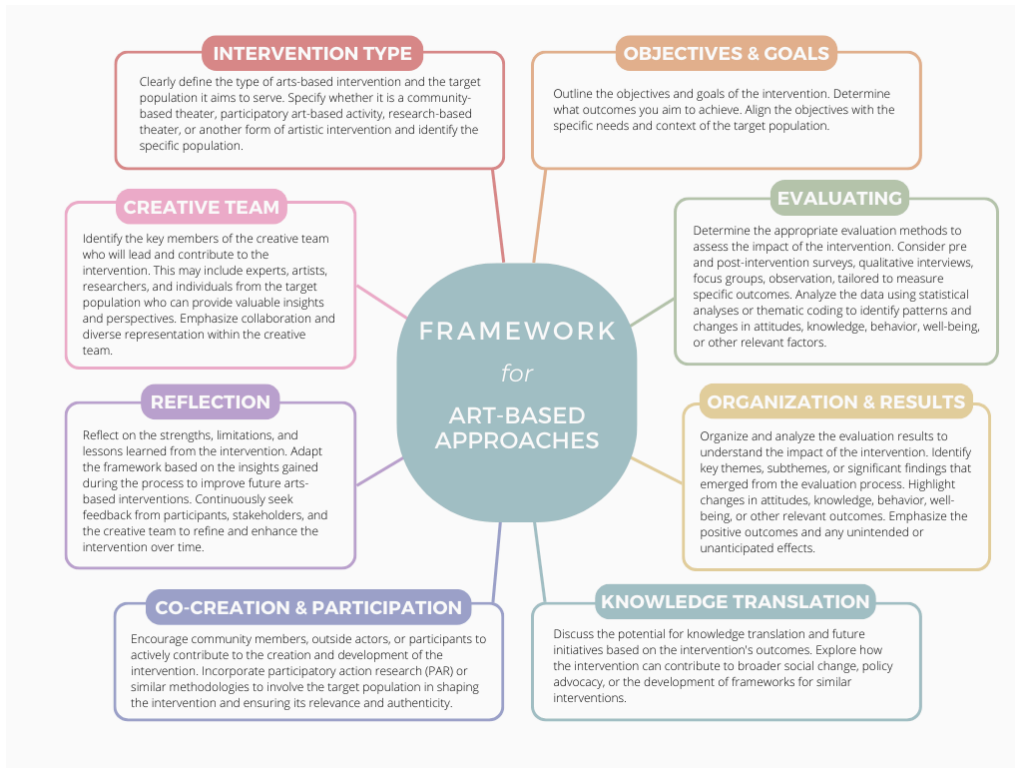 INTERVENTION TYPE
Clearly define the type of arts-based intervention and the target
population it aims to serve. Specify whether it is a community-
based theater, participatory art-based activity, research-based
theater, or another form of artistic intervention and identify the
specific population.
OBJECTIVES & GOALS
Outline the objectives and goals of the intervention. Determine
what outcomes you aim to achieve. Align the objectives with the
specific needs and context of the target population.
CREATIVE TEAM
Identify the key members of the creative team
who will lead and contribute to the
intervention. This may include experts, artists,
researchers, and individuals from the target
population who can provide valuable insights
and perspectives. Emphasize collaboration and
diverse representation within the creative
team.
EVALUATING
Determine the appropriate evaluation methods to
assess the impact of the intervention. Consider pre
and post-intervention surveys, qualitative interviews,
focus groups, observation, tailored to measure
specific outcomes. Analyze the data using statistical
analyses or thematic coding to identify patterns and
changes in attitudes, knowledge, behavior, well-being,
or other relevant factors.
FRAMEWORK
for
ART-BASED
APPROACHES
REFLECTION
Reflect on the strengths, limitations, and
lessons learned from the intervention. Adapt
the framework based on the insights gained
during the process to improve future arts-
based interventions. Continuously seek
feedback from participants, stakeholders, and
the creative team to refine and enhance the
intervention over time.
ORGANIZATION & RESULTS
Organize and analyze the evaluation results to
understand the impact of the intervention. Identify
key themes, subthemes, or significant findings that
emerged from the evaluation process. Highlight
changes in attitudes, knowledge, behavior, well-
being, or other relevant outcomes. Emphasize the
positive outcomes and any unintended or
unanticipated effects.
CO-CREATION & PARTICIPATION
Encourage community members, outside actors, or participants to
actively contribute to the creation and development of the
intervention. Incorporate participatory action research (PAR) or
similar methodologies to involve the target population in shaping
the intervention and ensuring its relevance and authenticity.
KNOWLEDGE TRANSLATION
Discuss the potential for knowledge translation and future
initiatives based on the intervention's outcomes. Explore how
the intervention can contribute to broader social change, policy
advocacy, or the development of frameworks for similar
interventions.